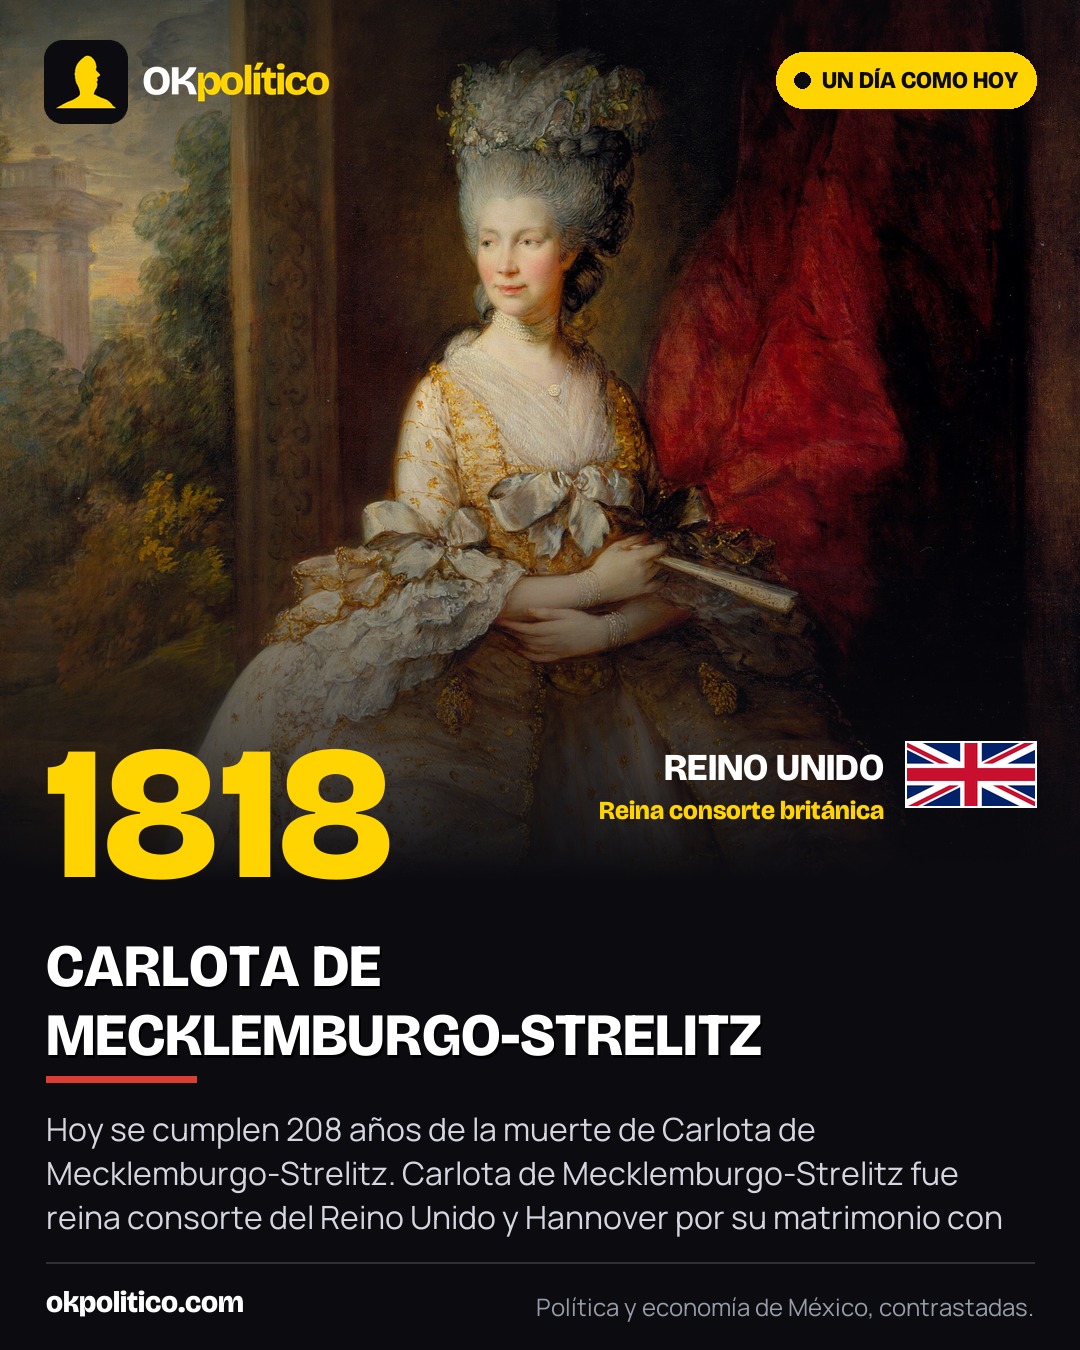 OKpolítico
UN DÍA COMO HOY
1818
REINO UNIDO
Reina consorte británica
CARLOTA DE
MECKLEMBURGO-STRELITZ
Hoy se cumplen 208 años de la muerte de Carlota de
Mecklemburgo-Strelitz. Carlota de Mecklemburgo-Strelitz fue
reina consorte del Reino Unido y Hannover por su matrimonio con
okpolitico.com
Política y economía de México, contrastadas.